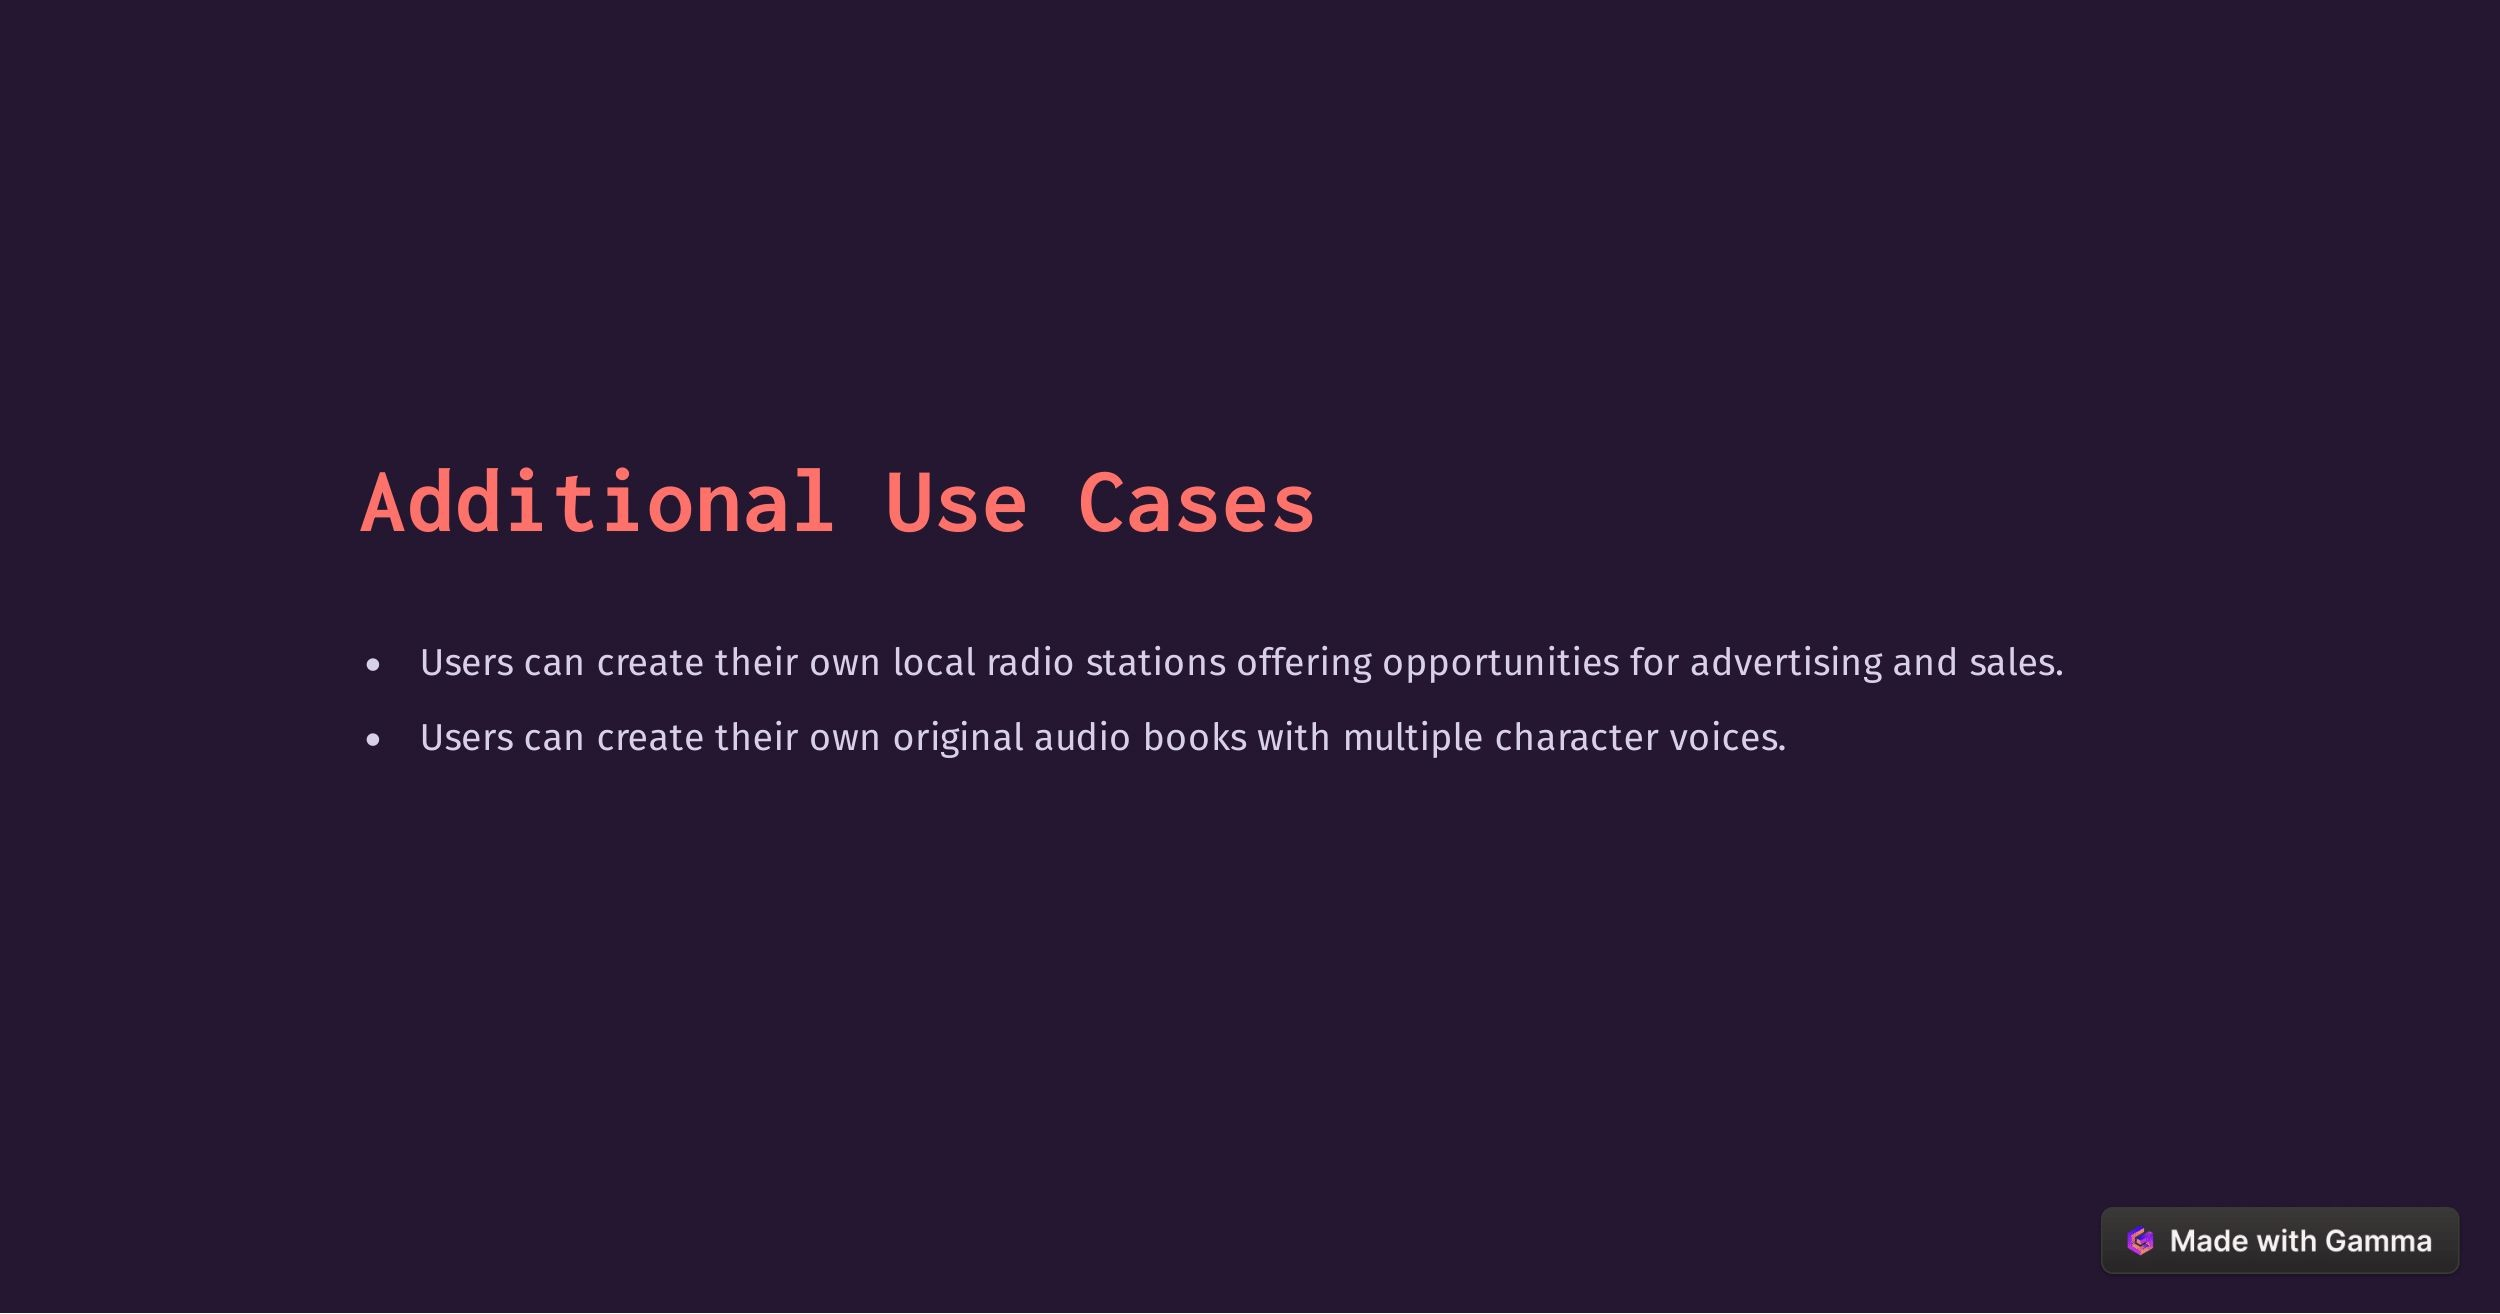 Additional Use Cases
• Users can create their own local radio stations offering opportunities for advertising and sales.
• Users can create their own original audio books with multiple character voices.
Made with Gamma